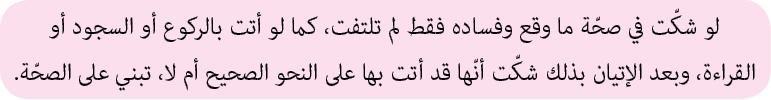 لو شكّت في صحّة ما وقع وفساده فقط لم تلتفت، كما لو أتت بالركوع أو السجود أو
القراءة، وبعد الإتيان بذلك شكّت أنّها قد أتت بها على النحو الصحيح أم لا، تبني على الصحّة.